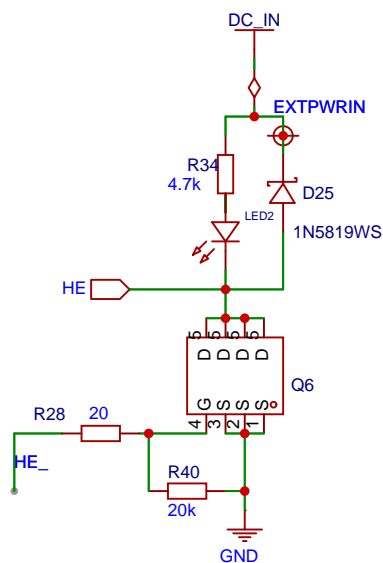 DC_IN
EXTPWRIN
R34
4.7k
D25
LED2
1N5819WS
HE
5 5 5 5
D D D D
Q6
G S S S
4 3 2 1
R28
20
HE_
R40
20k
GND